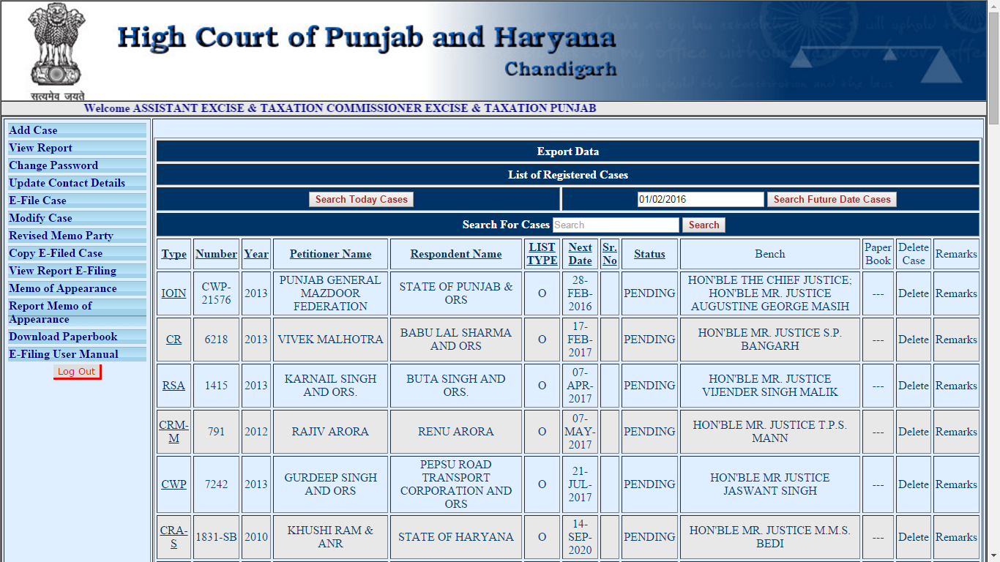 High Court of Punjab and Haryana
Chandigarh
सत्यमेव जयते
Welcome ASSISTANT EXCISE & TAXATION COMMISSIONER EXCISE & TAXATION PUNJAB
Add Case
View Report
Change Password
Update Contact Details
E-File Case
Modify Case
Revised Memo Party
Copy E-Filed Case
View Report E-Filing
Memo of Appearance
Report Memo of
Appearance
Download Paperbook
E-Filing User Manual
Log Out
Export Data
List of Registered Cases
Search Today Cases 01/02/2016 Search Future Date Cases
Search For Cases Search Search
Type Number Year Petitioner Name Respondent Name LIST TYPE Next Date Sr. No Status Bench Paper Book Delete Case Remarks
IOIN CWP-21576 2013 PUNJAB GENERAL MAZDOOR FEDERATION STATE OF PUNJAB & ORS O 28-FEB-2016 PENDING HON'BLE THE CHIEF JUSTICE; HON'BLE MR. JUSTICE AUGUSTINE GEORGE MASIH --- Delete Remarks
CR 6218 2013 VIVEK MALHOTRA BABU LAL SHARMA AND ORS O 17-FEB-2017 PENDING HON'BLE MR. JUSTICE S.P. BANGARH --- Delete Remarks
RSA 1415 2013 KARNAIL SINGH AND ORS. BUTA SINGH AND ORS. O 07-APR-2017 PENDING HON'BLE MR. JUSTICE VIJENDER SINGH MALIK --- Delete Remarks
CRM-M 791 2012 RAJIV ARORA RENU ARORA O 07-MAY-2017 PENDING HON'BLE MR. JUSTICE T.P.S. MANN --- Delete Remarks
CWP 7242 2013 GURDEEP SINGH AND ORS PEPSU ROAD TRANSPORT CORPORATION AND ORS O 21-JUL-2017 PENDING HON'BLE MR JUSTICE JASWANT SINGH --- Delete Remarks
CRA-S 1831-SB 2010 KHUSHI RAM & ANR STATE OF HARYANA O 14-SEP-2020 PENDING HON'BLE MR. JUSTICE M.M.S. BEDI --- Delete Remarks